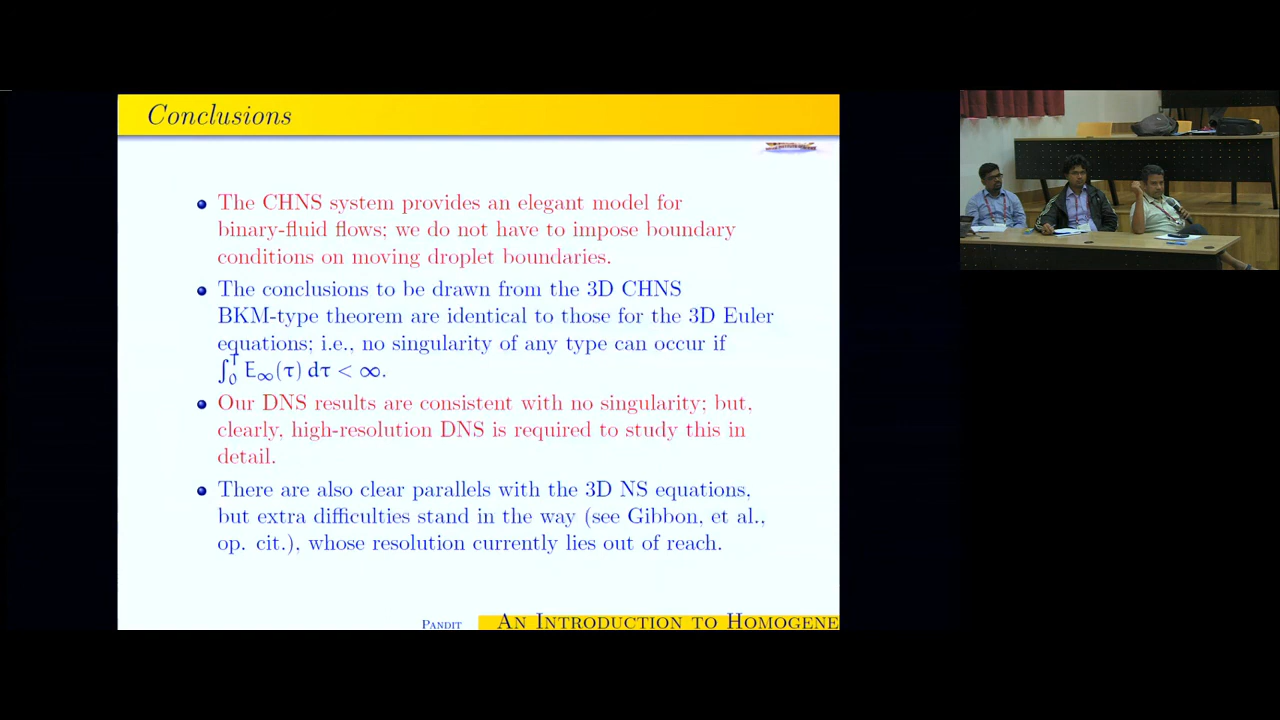 Conclusions
The CHNS system provides an elegant model for
binary-fluid flows; we do not have to impose boundary
conditions on moving droplet boundaries.
The conclusions to be drawn from the 3D CHNS
BKM-type theorem are identical to those for the 3D Euler
equations; i.e., no singularity of any type can occur if
∫₀ᵀ E∞(τ) dτ < ∞.
Our DNS results are consistent with no singularity; but,
clearly, high-resolution DNS is required to study this in
detail.
There are also clear parallels with the 3D NS equations,
but extra difficulties stand in the way (see Gibbon, et al.,
op. cit.), whose resolution currently lies out of reach.
Pandit An Introduction to Homogene